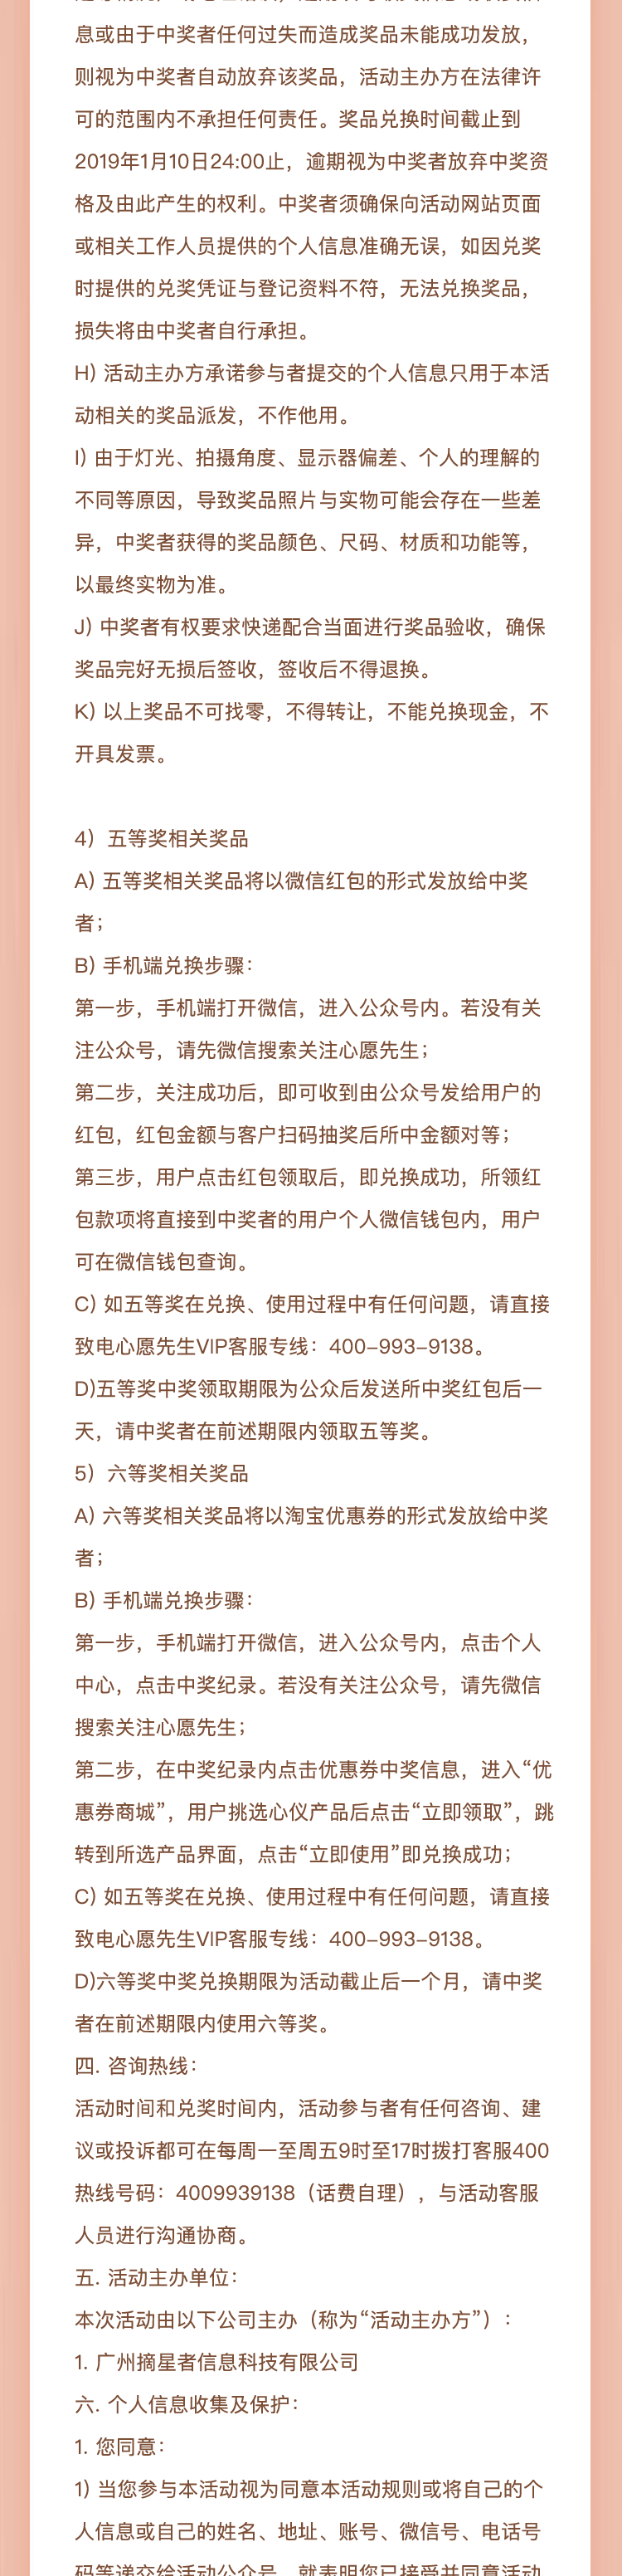 息或由于中奖者任何过失而造成奖品未能成功发放，
则视为中奖者自动放弃该奖品，活动主办方在法律许
可的范围内不承担任何责任。奖品兑换时间截止到
2019年1月10日24:00止，逾期视为中奖者放弃中奖资
格及由此产生的权利。中奖者须确保向活动网站页面
或相关工作人员提供的个人信息准确无误，如因兑奖
时提供的兑奖凭证与登记资料不符，无法兑换奖品，
损失将由中奖者自行承担。
H) 活动主办方承诺参与者提交的个人信息只用于本活
动相关的奖品派发，不作他用。
I) 由于灯光、拍摄角度、显示器偏差、个人的理解的
不同等原因，导致奖品照片与实物可能会存在一些差
异，中奖者获得的奖品颜色、尺码、材质和功能等，
以最终实物为准。
J) 中奖者有权要求快递配合当面进行奖品验收，确保
奖品完好无损后签收，签收后不得退换。
K) 以上奖品不可找零，不得转让，不能兑换现金，不
开具发票。
4）五等奖相关奖品
A) 五等奖相关奖品将以微信红包的形式发放给中奖
者；
B) 手机端兑换步骤：
第一步，手机端打开微信，进入公众号内。若没有关
注公众号，请先微信搜索关注心愿先生；
第二步，关注成功后，即可收到由公众号发给用户的
红包，红包金额与客户扫码抽奖后所中金额对等；
第三步，用户点击红包领取后，即兑换成功，所领红
包款项将直接到中奖者的用户个人微信钱包内，用户
可在微信钱包查询。
C) 如五等奖在兑换、使用过程中有任何问题，请直接
致电心愿先生VIP客服专线：400-993-9138。
D)五等奖中奖领取期限为公众后发送所中奖红包后一
天，请中奖者在前述期限内领取五等奖。
5）六等奖相关奖品
A) 六等奖相关奖品将以淘宝优惠券的形式发放给中奖
者；
B) 手机端兑换步骤：
第一步，手机端打开微信，进入公众号内，点击个人
中心，点击中奖纪录。若没有关注公众号，请先微信
搜索关注心愿先生；
第二步，在中奖纪录内点击优惠券中奖信息，进入“优
惠券商城”，用户挑选心仪产品后点击“立即领取”，跳
转到所选产品界面，点击“立即使用”即兑换成功；
C) 如五等奖在兑换、使用过程中有任何问题，请直接
致电心愿先生VIP客服专线：400-993-9138。
D)六等奖中奖兑换期限为活动截止后一个月，请中奖
者在前述期限内使用六等奖。
四. 咨询热线：
活动时间和兑奖时间内，活动参与者有任何咨询、建
议或投诉都可在每周一至周五9时至17时拨打客服400
热线号码：4009939138（话费自理），与活动客服
人员进行沟通协商。
五. 活动主办单位：
本次活动由以下公司主办（称为“活动主办方”）：
1. 广州摘星者信息科技有限公司
六. 个人信息收集及保护：
1. 您同意：
1) 当您参与本活动视为同意本活动规则或将自己的个
人信息或自己的姓名、地址、账号、微信号、电话号
码等递交给活动公众号，就表明您已接受并同意活动